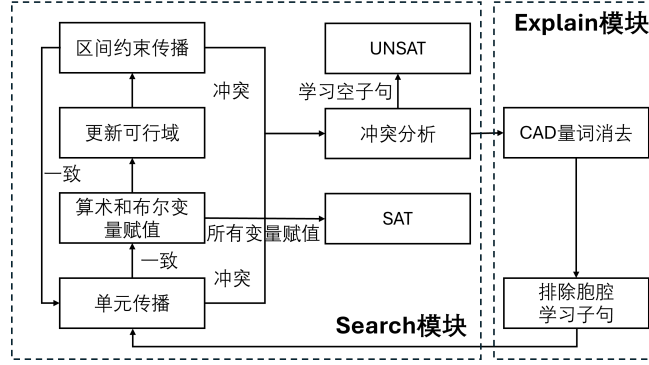 Explain模块
区间约束传播
UNSAT
冲突
学习空子句
更新可行域
冲突分析
CAD量词消去
一致
算术和布尔变
量赋值
SAT
所有变量赋值
一致
冲突
单元传播
排除胞腔
学习子句
Search模块